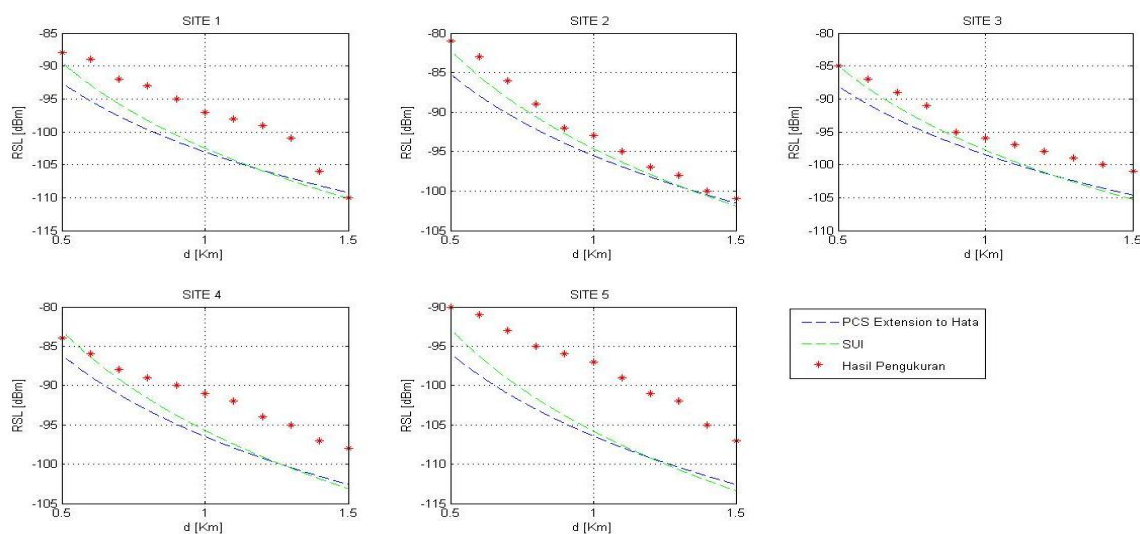 SITE 1
-85
-90
-95
-100
-105
-110
-115
RSL [dBm]
0.5 1 1.5
d [Km]
SITE 2
-80
-85
-90
-95
-100
-105
RSL [dBm]
0.5 1 1.5
d [Km]
SITE 3
-80
-85
-90
-95
-100
-105
-110
RSL [dBm]
0.5 1 1.5
d [Km]
SITE 4
-80
-85
-90
-95
-100
-105
RSL [dBm]
0.5 1 1.5
d [Km]
SITE 5
-90
-95
-100
-105
-110
-115
RSL [dBm]
0.5 1 1.5
d [Km]
PCS Extension to Hata
SUI
Hasil Pengukuran